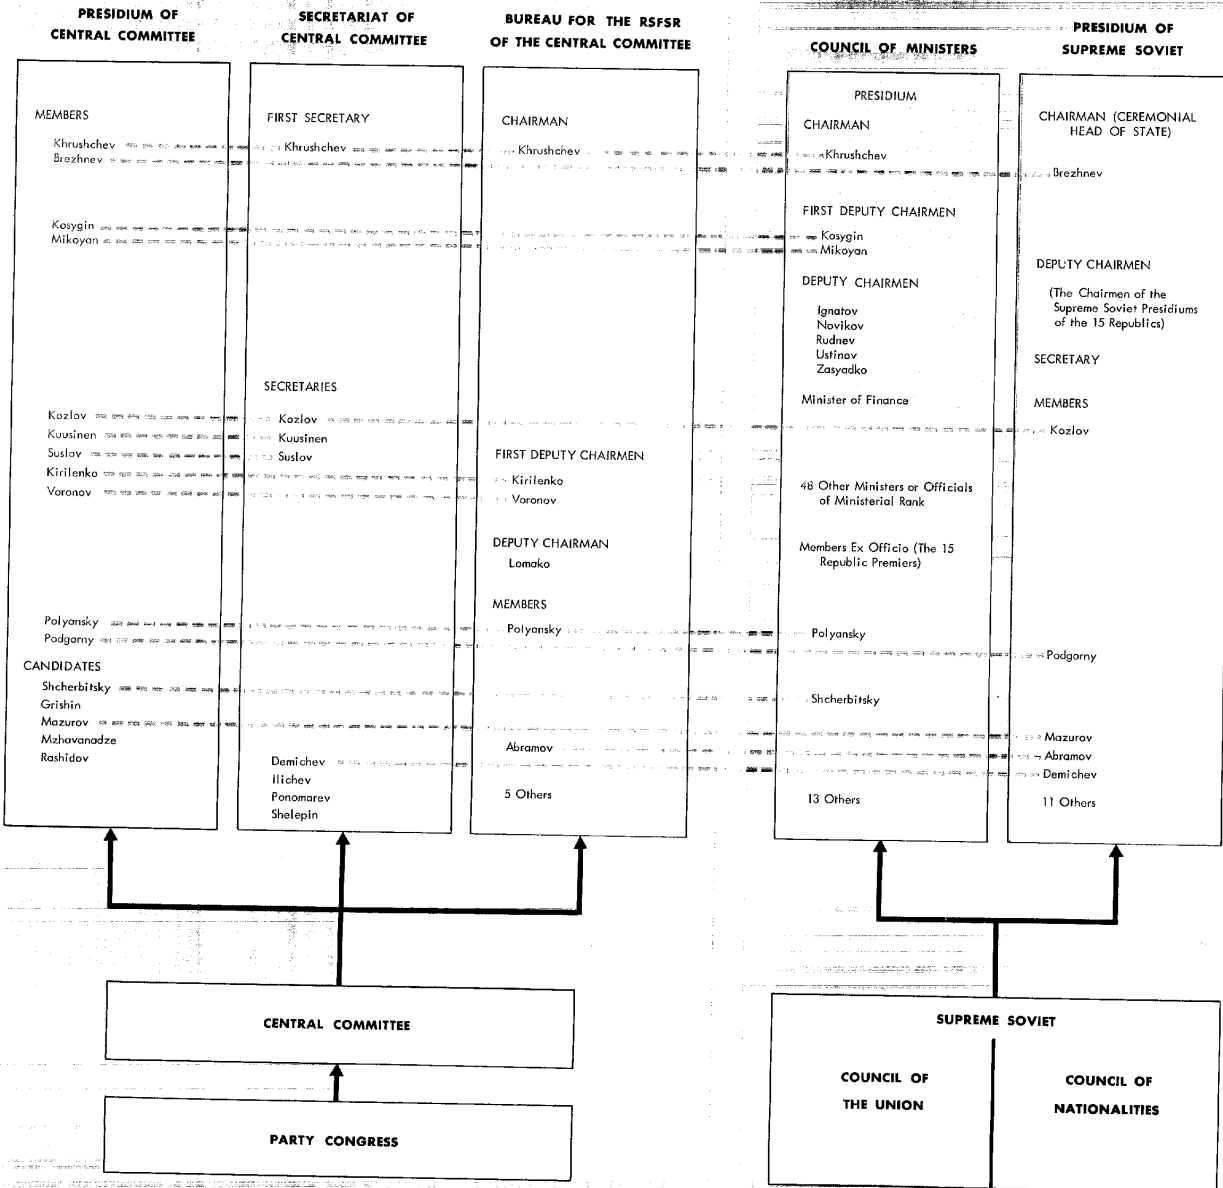 PRESIDIUM OF
CENTRAL COMMITTEE
MEMBERS
Khrushchev
Brezhnev
Kosygin
Mikoyan
Kozlov
Kuusinen
Suslov
Kirilenko
Voronov
Polyansky
Podgorny
CANDIDATES
Shcherbitsky
Grishin
Mazurov
Mzhavanadze
Rashidov
SECRETARIAT OF
CENTRAL COMMITTEE
FIRST SECRETARY
Khrushchev
SECRETARIES
Kozlov
Kuusinen
Suslov
Demichev
Ilichev
Ponomarev
Shelepin
BUREAU FOR THE RSFSR
OF THE CENTRAL COMMITTEE
CHAIRMAN
Khrushchev
FIRST DEPUTY CHAIRMEN
Kirilenko
Voronov
DEPUTY CHAIRMAN
Lomako
MEMBERS
Polyansky
Abramov
5 Others
COUNCIL OF MINISTERS
PRESIDIUM
CHAIRMAN
Khrushchev
FIRST DEPUTY CHAIRMEN
Kosygin
Mikoyan
DEPUTY CHAIRMEN
Ignatov
Novikov
Rudnev
Ustinov
Zasyadko
Minister of Finance
48 Other Ministers or Officials
of Ministerial Rank
Members Ex Officio (The 15
Republic Premiers)
Polyansky
Shcherbitsky
13 Others
PRESIDIUM OF
SUPREME SOVIET
CHAIRMAN (CEREMONIAL
HEAD OF STATE)
Brezhnev
DEPUTY CHAIRMEN
(The Chairmen of the
Supreme Soviet Presidiums
of the 15 Republics)
SECRETARY
MEMBERS
Kozlov
Podgorny
Mazurov
Abramov
Demichev
11 Others
CENTRAL COMMITTEE
PARTY CONGRESS
SUPREME SOVIET
COUNCIL OF
THE UNION
COUNCIL OF
NATIONALITIES